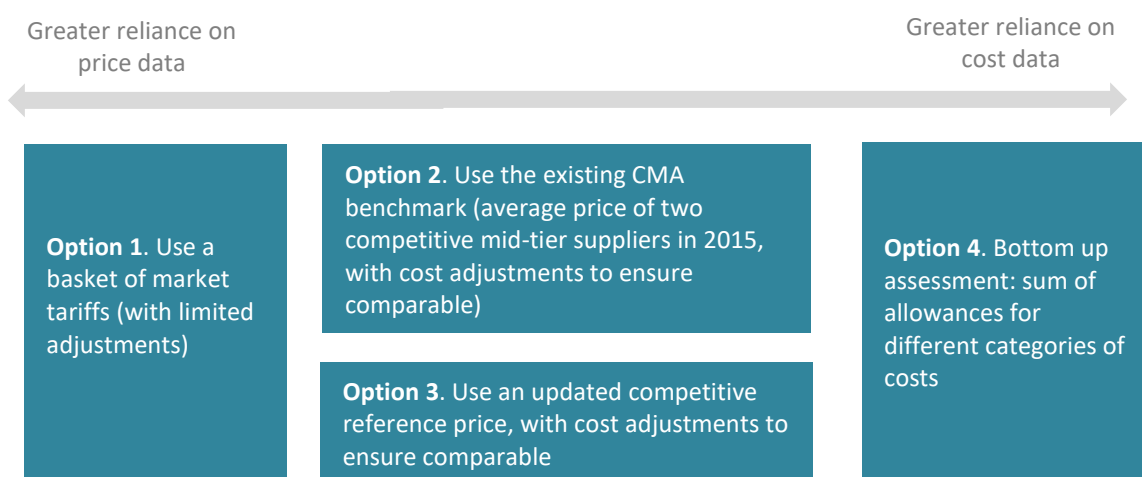 Greater reliance on
price data
Greater reliance on
cost data
Option 1. Use a
basket of market
tariffs (with limited
adjustments)
Option 2. Use the existing CMA
benchmark (average price of two
competitive mid-tier suppliers in 2015,
with cost adjustments to ensure
comparable)
Option 3. Use an updated competitive
reference price, with cost adjustments to
ensure comparable
Option 4. Bottom up
assessment: sum of
allowances for
different categories of
costs